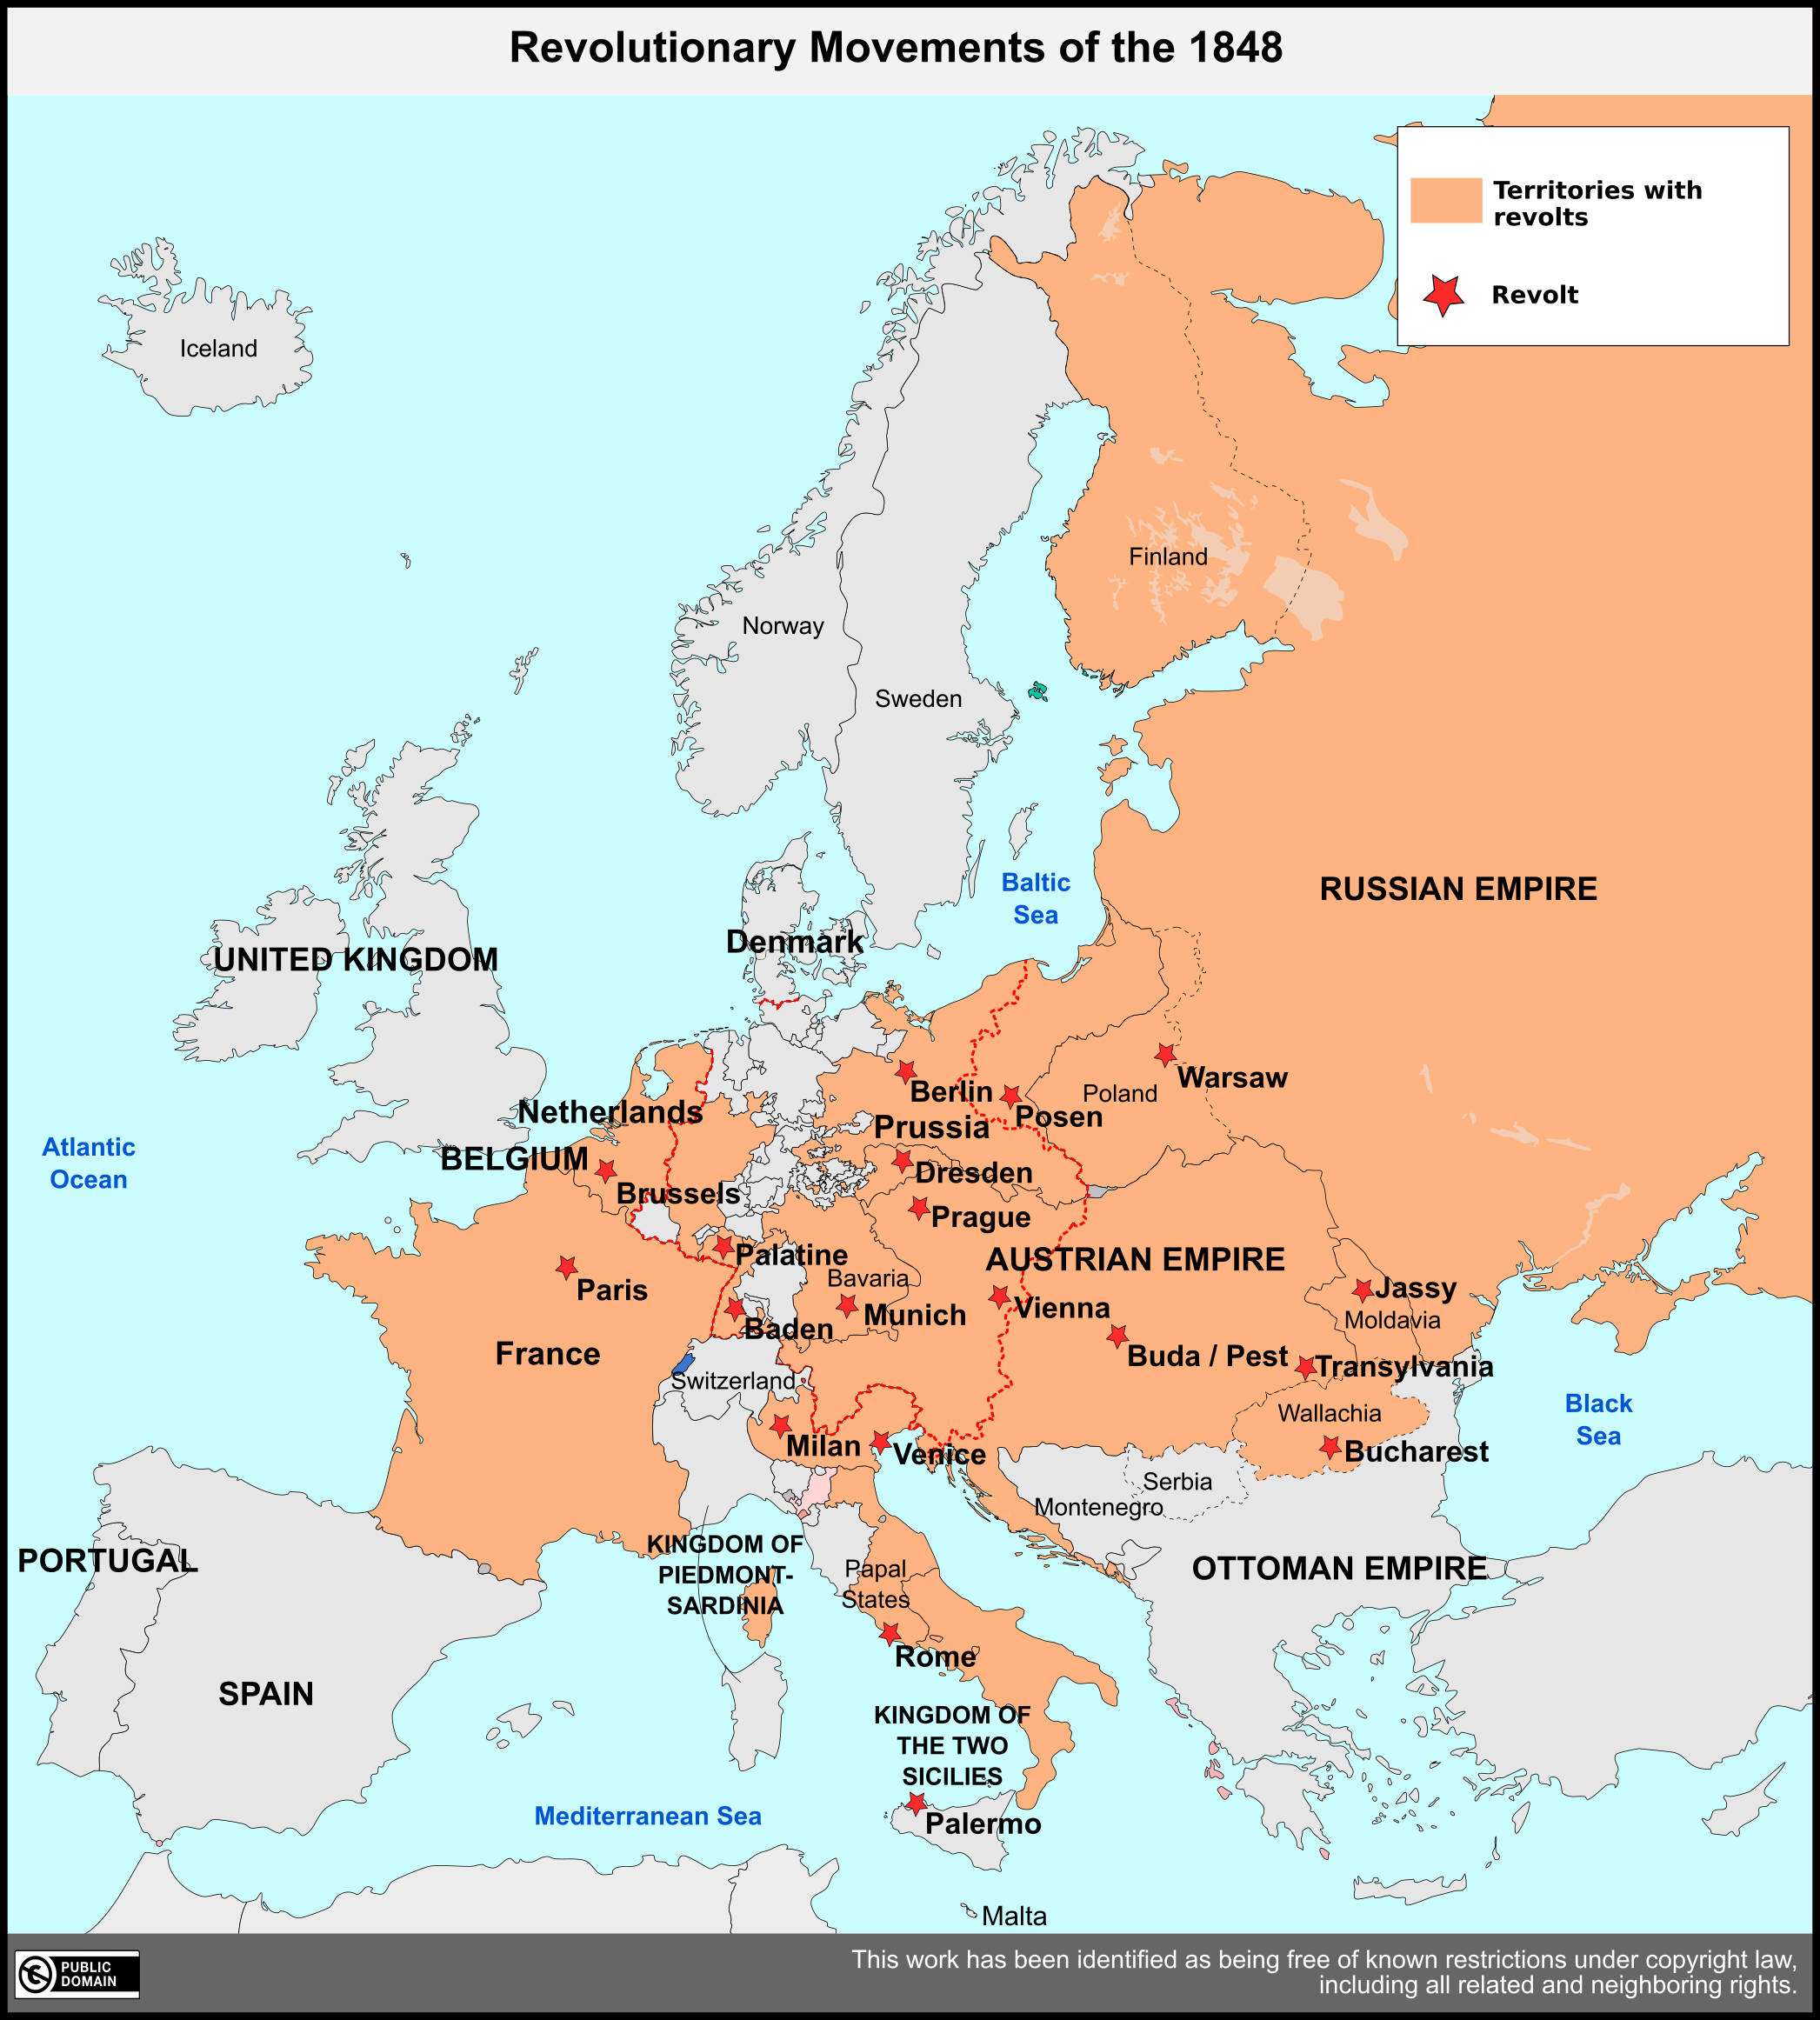 Revolutionary Movements of the 1848
Territories with
revolts
Revolt
Iceland
Finland
Norway
Sweden
Baltic
Sea
RUSSIAN EMPIRE
Denmark
UNITED KINGDOM
Berlin
Warsaw
Poland
Netherlands
Posen
Prussia
Atlantic
Ocean
BELGIUM
Dresden
Brussels
Prague
Palatine
AUSTRIAN EMPIRE
Bavaria
Paris
Jassy
Vienna
Munich
Moldavia
Baden
France
Buda / Pest
Transylvania
Switzerland
Black
Sea
Wallachia
Milan
Venice
Bucharest
Serbia
Montenegro
KINGDOM OF
PIEDMONT-
SARDINIA
PORTUGAL
Papal
States
OTTOMAN EMPIRE
Rome
SPAIN
KINGDOM OF
THE TWO
SICILIES
Mediterranean Sea
Palermo
Malta
PUBLIC
DOMAIN
This work has been identified as being free of known restrictions under copyright law,
including all related and neighboring rights.